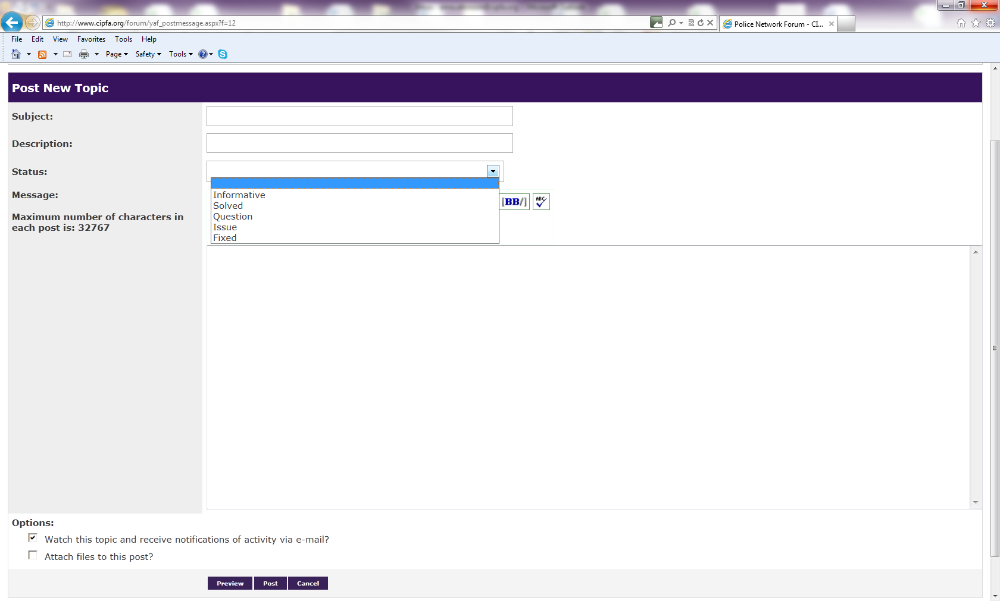 http://www.cipfa.org/forum/yaf_postmessage.aspx?f=12
Police Network Forum - CI...
File Edit View Favorites Tools Help
Page Safety Tools
Post New Topic
Subject:
Description:
Status:
Informative
Solved
Question
Issue
Fixed
Message:
[BB/]
ABC
Maximum number of characters in
each post is: 32767
Options:
Watch this topic and receive notifications of activity via e-mail?
Attach files to this post?
Preview Post Cancel